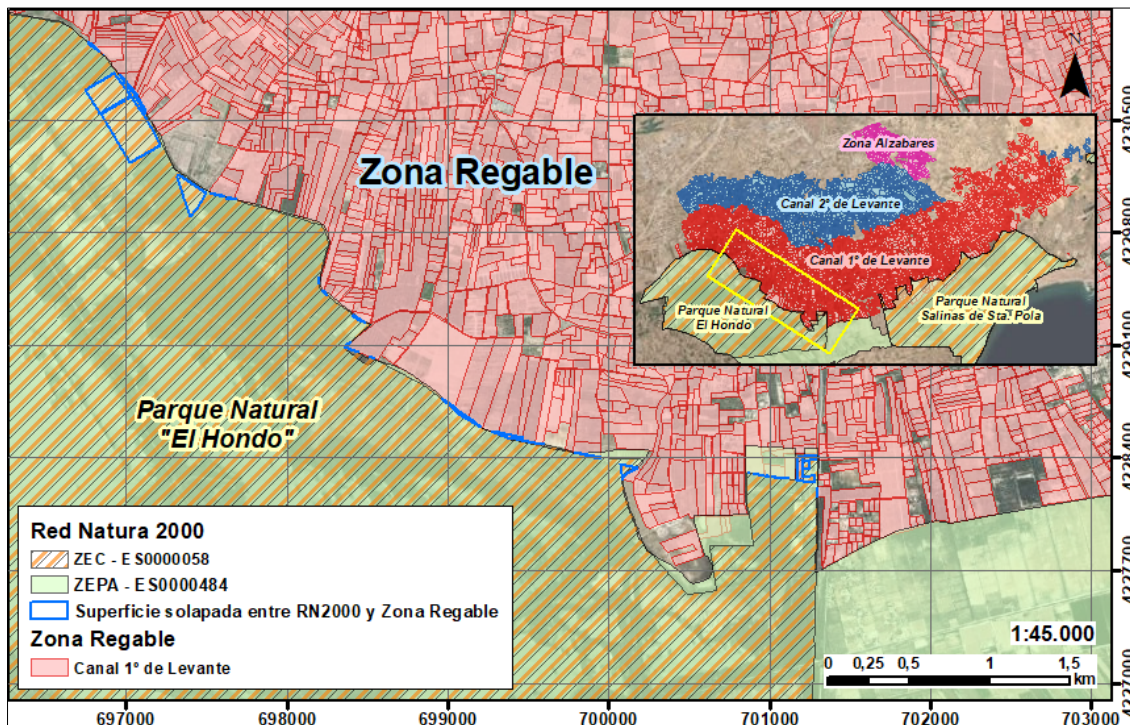 N
4230500
Zona Alzabares
Zona Regable
Canal 2º de Levante
4229800
Canal 1º de Levante
Parque Natural
El Hondo
Parque Natural
Salinas de Sta. Pola
4229100
Parque Natural
"El Hondo"
4228400
Red Natura 2000
ZEC - ES0000058
ZEPA - ES0000484
Superficie solapada entre RN2000 y Zona Regable
Zona Regable
Canal 1º de Levante
4227700
1:45.000
0 0,25 0,5 1 1,5
km
4227000
697000 698000 699000 700000 701000 702000 703000